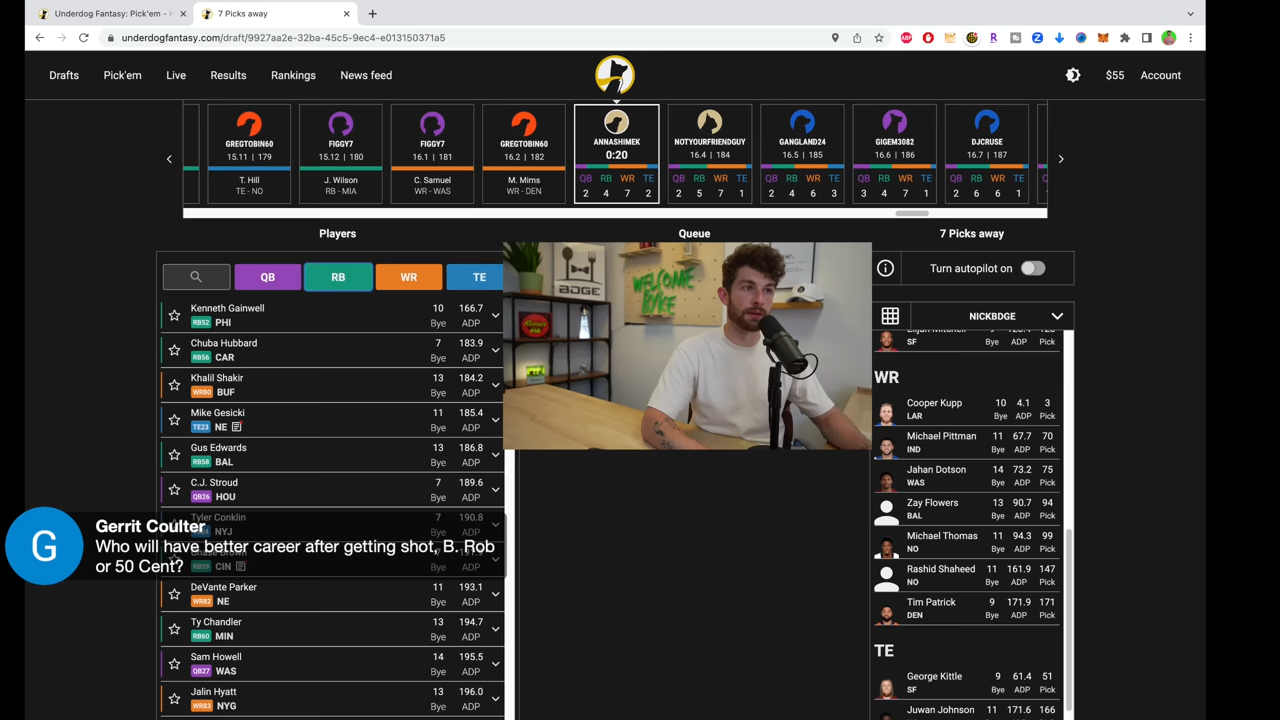 Underdog Fantasy: Pick'em - H
7 Picks away
underdogfantasy.com/draft/9927aa2e-32ba-45c5-9ec4-e013150371a5
Drafts Pick'em Live Results Rankings News feed $55 Account
GREGTOBIN60
15.11 | 179
T. Hill
TE - NO
FIGGY7
15.12 | 180
J. Wilson
RB - MIA
FIGGY7
16.1 | 181
C. Samuel
WR - WAS
GREGTOBIN60
16.2 | 182
M. Mims
WR - DEN
ANNASHIMEK
0:20
QB RB WR TE
2 4 7 2
NOTYOURFRIENDGUY
16.4 | 184
QB RB WR TE
2 5 7 1
GANGLAND24
16.5 | 185
QB RB WR TE
2 4 6 3
GIGEM3082
16.6 | 186
QB RB WR TE
3 4 7 1
DJCRUSE
16.7 | 187
QB RB WR TE
2 6 6 1
Players
QB RB WR TE
Kenneth Gainwell 10 166.7
RB52 PHI Bye ADP
Chuba Hubbard 7 183.9
RB56 CAR Bye ADP
Khalil Shakir 13 184.2
WR80 BUF Bye ADP
Mike Gesicki 11 185.4
TE23 NE Bye ADP
Gus Edwards 13 186.8
RB58 BAL Bye ADP
C.J. Stroud 7 189.6
QB26 HOU Bye ADP
Tyler Conklin 7 190.8
NYJ Bye ADP
Chase Brown
RB59 CIN Bye ADP
DeVante Parker 11 193.1
WR82 NE Bye ADP
Ty Chandler 13 194.7
RB60 MIN Bye ADP
Sam Howell 14 195.5
QB27 WAS Bye ADP
Jalin Hyatt 13 196.0
WR83 NYG Bye ADP
G
Gerrit Coulter
Who will have better career after getting shot, B. Rob
or 50 Cent?
Queue
BDGE
WELCOME
BYKE
7 Picks away
Turn autopilot on
NICKBDGE
Elijah Mitchell
SF Bye ADP Pick
WR
Cooper Kupp 10 4.1 3
LAR Bye ADP Pick
Michael Pittman 11 67.7 70
IND Bye ADP Pick
Jahan Dotson 14 73.2 75
WAS Bye ADP Pick
Zay Flowers 13 90.7 94
BAL Bye ADP Pick
Michael Thomas 11 94.3 99
NO Bye ADP Pick
Rashid Shaheed 11 161.9 147
NO Bye ADP Pick
Tim Patrick 9 171.9 171
DEN Bye ADP Pick
TE
George Kittle 9 61.4 51
SF Bye ADP Pick
Juwan Johnson 11 171.6 166
Bye ADP Pick